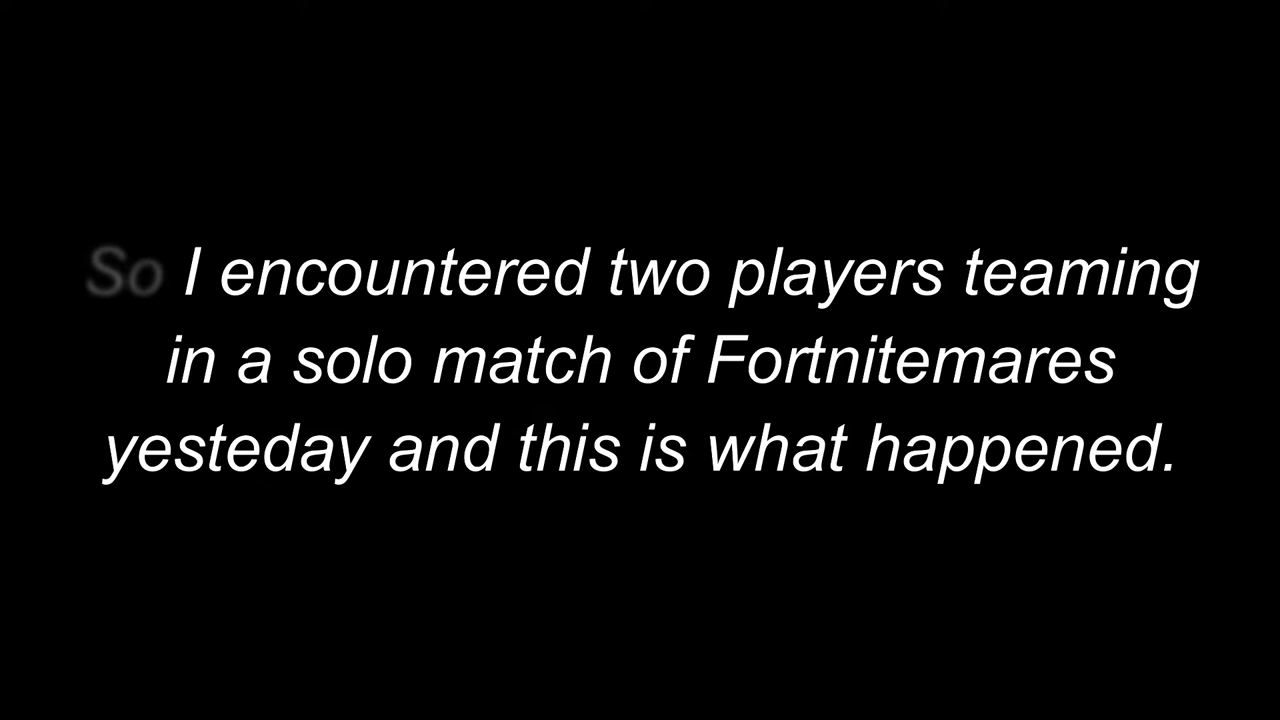 So I encountered two players teaming
in a solo match of Fortnitemares
yesteday and this is what happened.